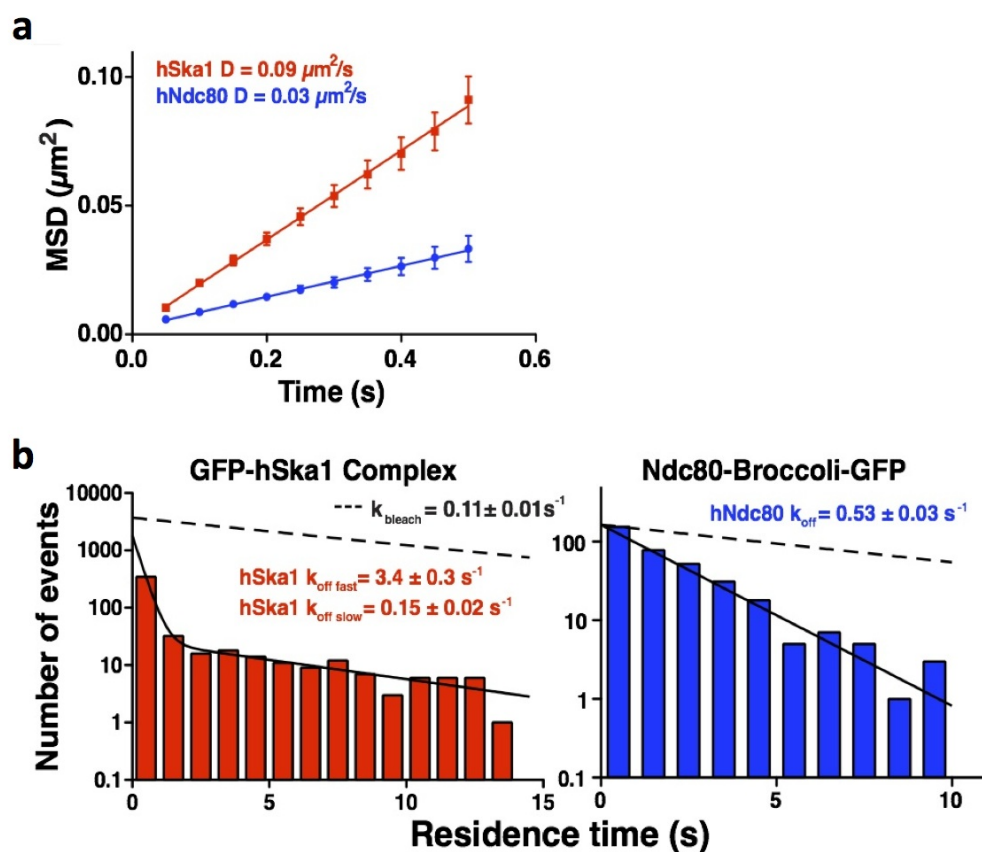 a
hSka1 D = 0.09 µm²/s
hNdc80 D = 0.03 µm²/s
MSD (µm²)
0.10
0.05
0.00
0.0 0.2 0.4 0.6
Time (s)
b
GFP-hSka1 Complex
Ndc80-Broccoli-GFP
Number of events
10000
1000
100
10
1
0.1
k bleach = 0.11± 0.01s⁻¹
hSka1 k off fast = 3.4 ± 0.3 s⁻¹
hSka1 k off slow = 0.15 ± 0.02 s⁻¹
0 5 10 15
100
10
1
0.1
hNdc80 k off = 0.53 ± 0.03 s⁻¹
0 5 10
Residence time (s)